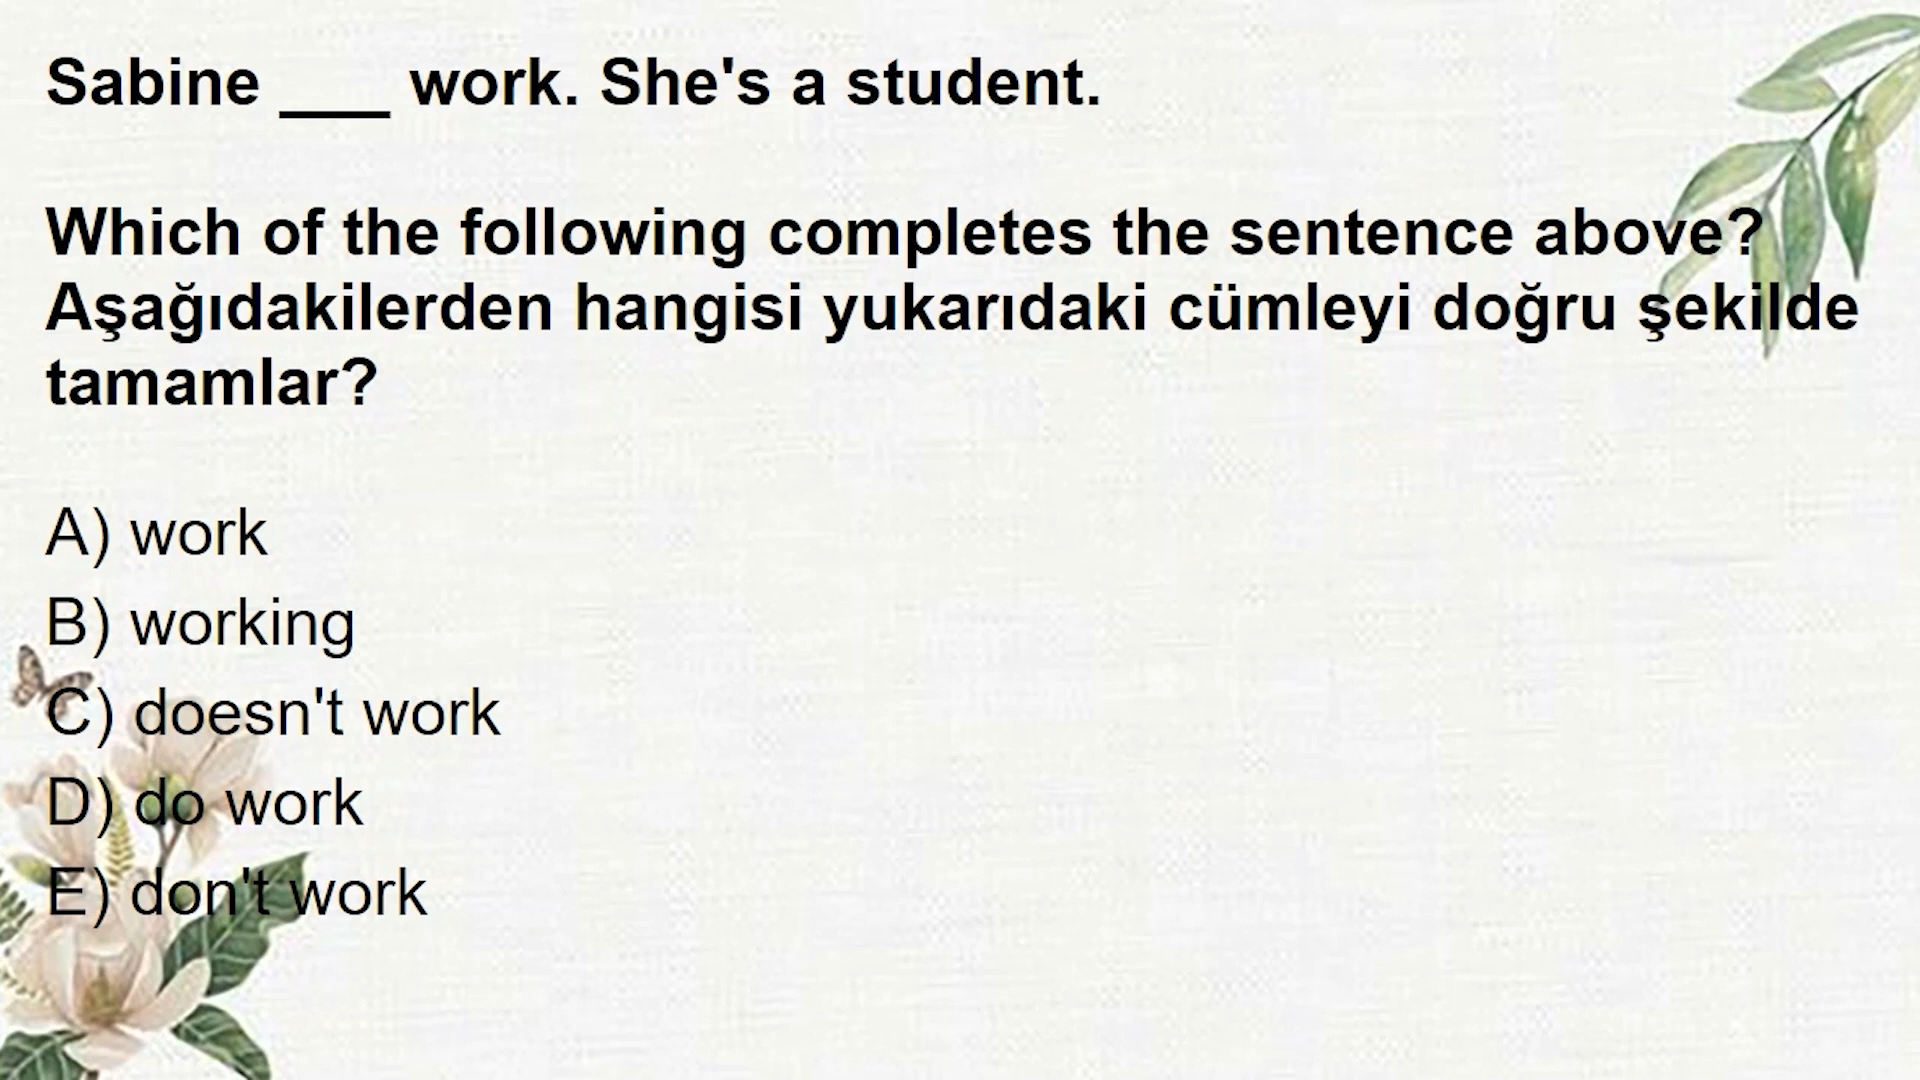 Sabine ___ work. She's a student.
Which of the following completes the sentence above?
Aşağıdakilerden hangisi yukarıdaki cümleyi doğru şekilde
tamamlar?
A) work
B) working
C) doesn't work
D) do work
E) don't work